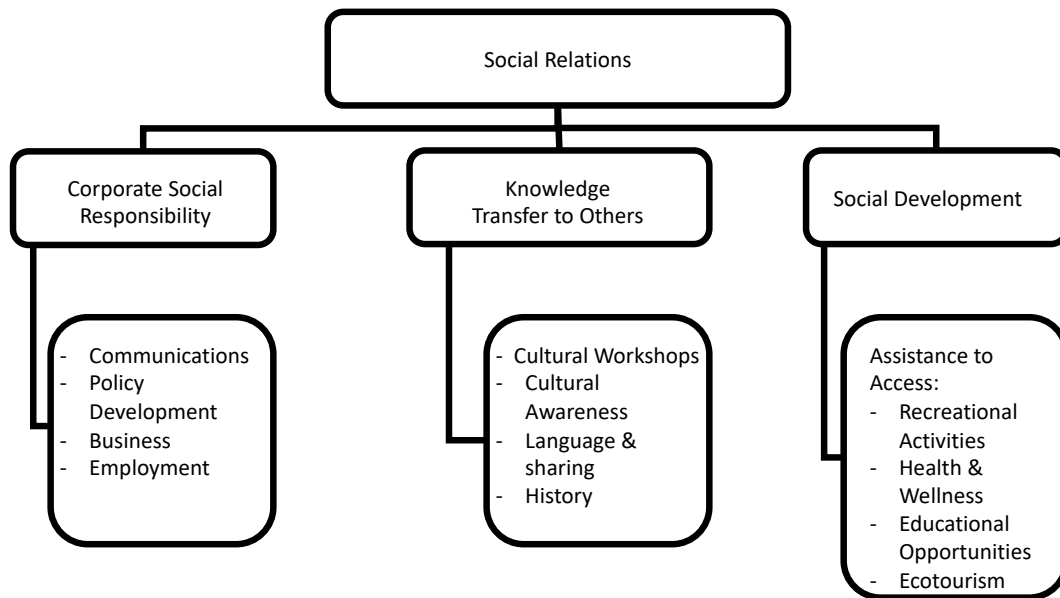 Social Relations
Corporate Social
Responsibility
Knowledge
Transfer to Others
Social Development
- Communications
- Policy
Development
- Business
- Employment
- Cultural Workshops
- Cultural
Awareness
- Language &
sharing
- History
Assistance to
Access:
- Recreational
Activities
- Health &
Wellness
- Educational
Opportunities
- Ecotourism